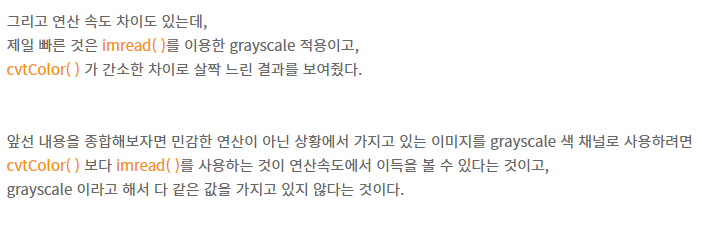 그리고 연산 속도 차이도 있는데,
제일 빠른 것은 imread( )를 이용한 grayscale 적용이고,
cvtColor( ) 가 간소한 차이로 살짝 느린 결과를 보여줬다.
앞선 내용을 종합해보자면 민감한 연산이 아닌 상황에서 가지고 있는 이미지를 grayscale 색 채널로 사용하려면
cvtColor( ) 보다 imread( )를 사용하는 것이 연산속도에서 이득을 볼 수 있다는 것이고,
grayscale 이라고 해서 다 같은 값을 가지고 있지 않다는 것이다.